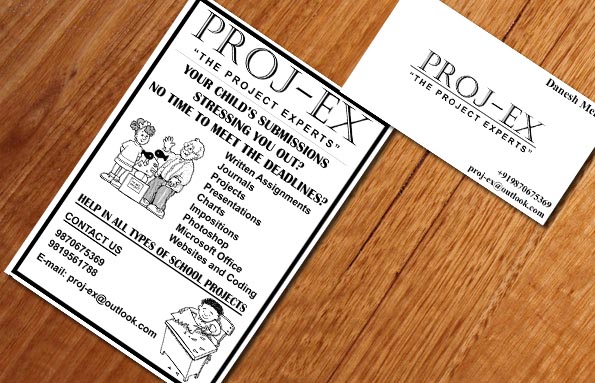 PROJ-EX
"THE PROJECT EXPERTS"
YOUR CHILD'S SUBMISSIONS
STRESSING YOU OUT?
NO TIME TO MEET THE DEADLINES?
Written Assignments
Journals
Projects
Presentations
Charts
Impositions
Photoshop
Microsoft Office
Websites and Coding
HELP IN ALL TYPES OF SCHOOL PROJECTS
CONTACT US
9870675369
9819561788
E-mail: proj-ex@outlook.com
Danesh
PROJ-EX
"THE PROJECT EXPERTS"
+919870675369
proj-ex@outlook.com